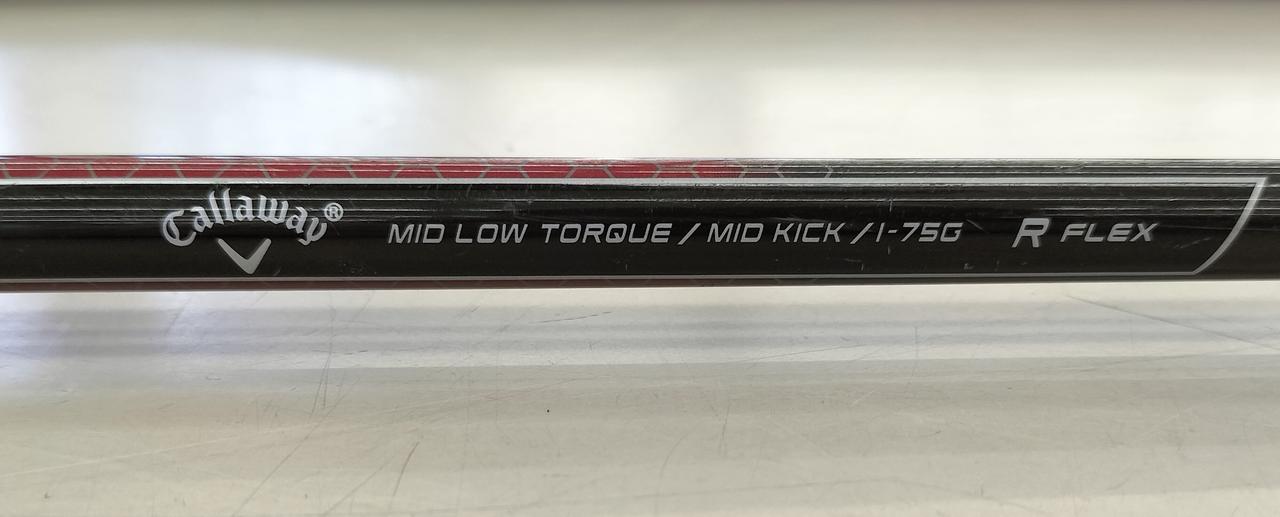 Callaway® MID LOW TORQUE / MID KICK / I-75G R FLEX